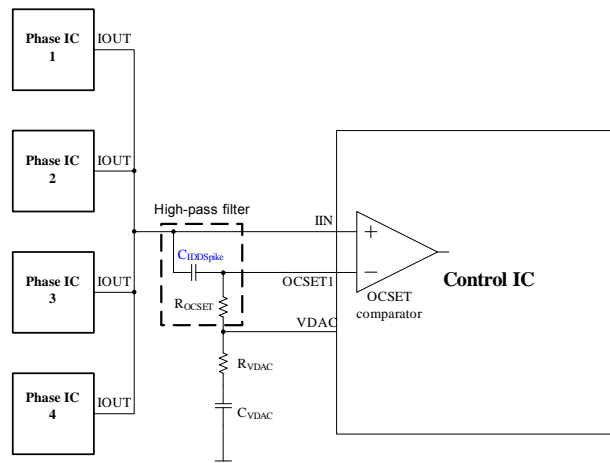 Phase IC
1
IOUT
Phase IC
2
IOUT
High-pass filter
IIN
+
CIDDSpike
OCSET1
−
Control IC
OCSET
comparator
Phase IC
3
IOUT
ROCSET
VDAC
RVDAC
CVDAC
Phase IC
4
IOUT